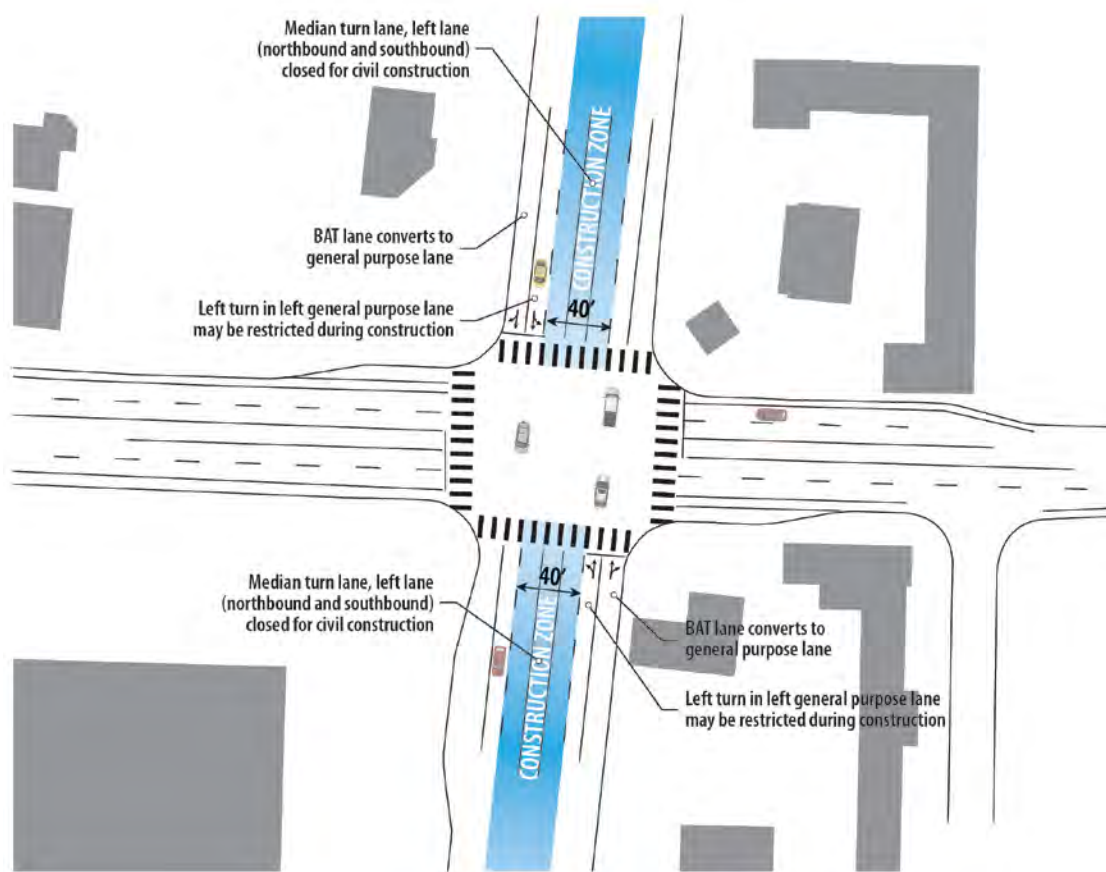 Median turn lane, left lane
(northbound and southbound)
closed for civil construction
CONSTRUCTION ZONE
BAT lane converts to
general purpose lane
Left turn in left general purpose lane
may be restricted during construction
40'
40'
Median turn lane, left lane
(northbound and southbound)
closed for civil construction
CONSTRUCTION ZONE
BAT lane converts to
general purpose lane
Left turn in left general purpose lane
may be restricted during construction